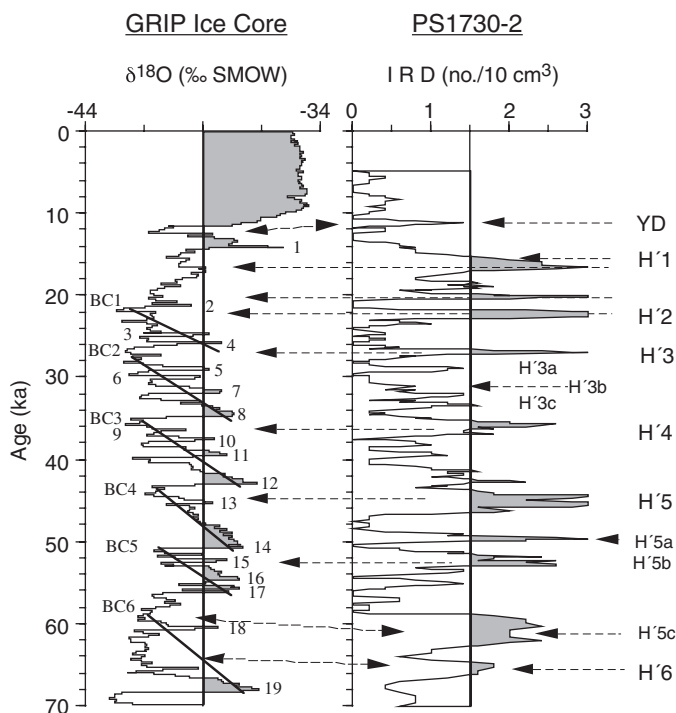 GRIP Ice Core PS1730-2
δ¹⁸O (‰ SMOW) I R D (no./10 cm³)
-44 -34 0 1 2 3
Age (ka)
0
10
20
30
40
50
60
70
BC1
BC2
BC3
BC4
BC5
BC6
1
2
3
4
5
6
7
8
9
10
11
12
13
14
15
16
17
18
19
YD
H´1
H´2
H´3
H´3a
H´3b
H´3c
H´4
H´5
H´5a
H´5b
H´5c
H´6